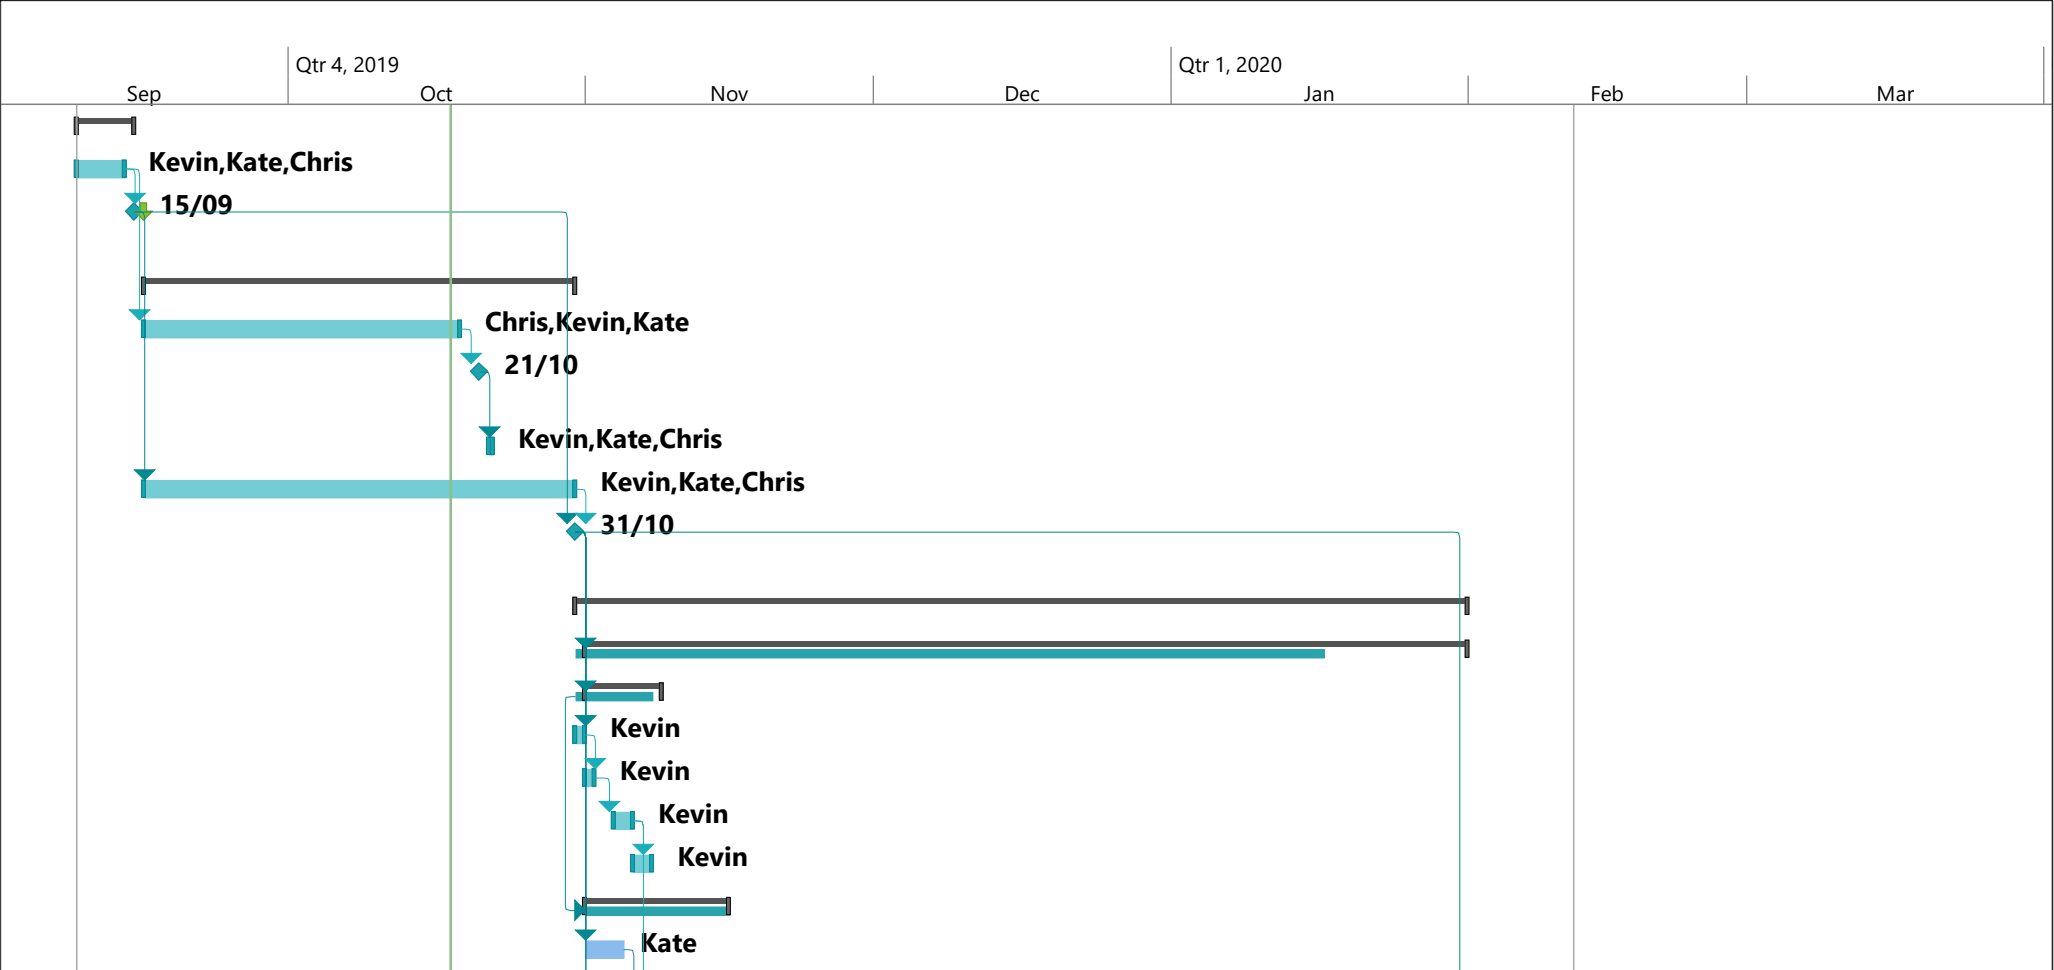 Qtr 4, 2019 Qtr 1, 2020
Sep Oct Nov Dec Jan Feb Mar
Kevin,Kate,Chris
15/09
Chris,Kevin,Kate
21/10
Kevin,Kate,Chris
Kevin,Kate,Chris
31/10
Kevin
Kevin
Kevin
Kevin
Kate